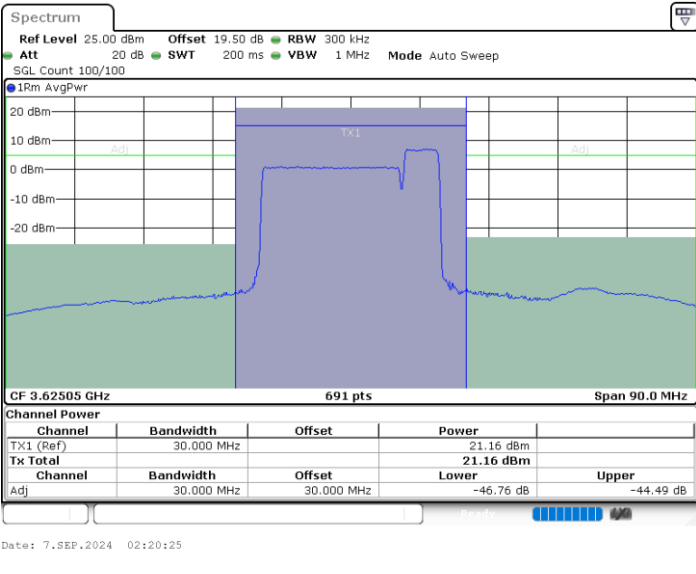 Spectrum
Ref Level 25.00 dBm Offset 19.50 dB RBW 300 kHz
Att 20 dB SWT 200 ms VBW 1 MHz Mode Auto Sweep
SGL Count 100/100
1Rm AvgPwr
20 dBm
TX1
10 dBm
Adj Adj
0 dBm
-10 dBm
-20 dBm
CF 3.62505 GHz 691 pts Span 90.0 MHz
Channel Power
Channel Bandwidth Offset Power
TX1 (Ref) 30.000 MHz 21.16 dBm
Tx Total 21.16 dBm
Channel Bandwidth Offset Lower Upper
Adj 30.000 MHz 30.000 MHz -46.76 dB -44.49 dB
Ready
Date: 7.SEP.2024 02:20:25